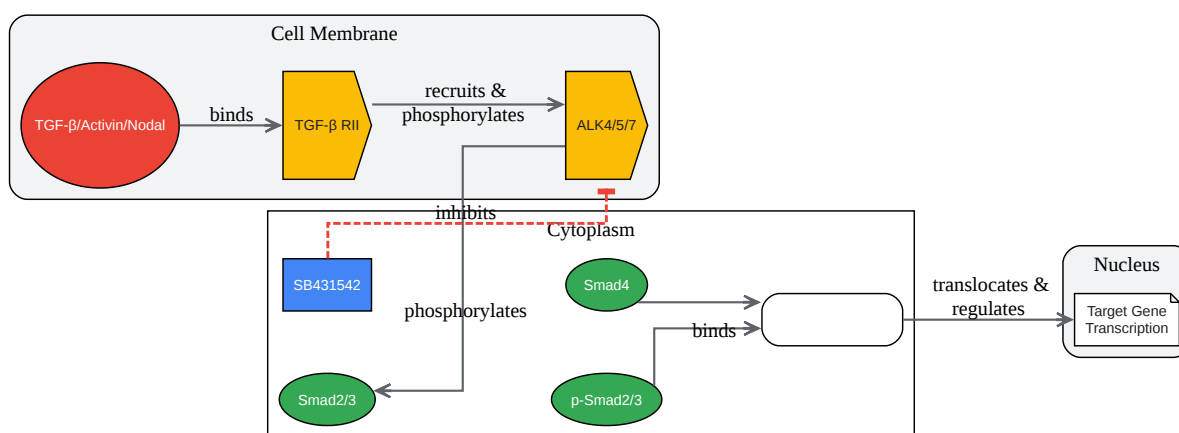 Cell Membrane
TGF-β/Activin/Nodal
binds
TGF-β RII
recruits &
phosphorylates
ALK4/5/7
inhibits
Cytoplasm
SB431542
Smad4
phosphorylates
binds
Smad2/3
p-Smad2/3
translocates &
regulates
Nucleus
Target Gene
Transcription